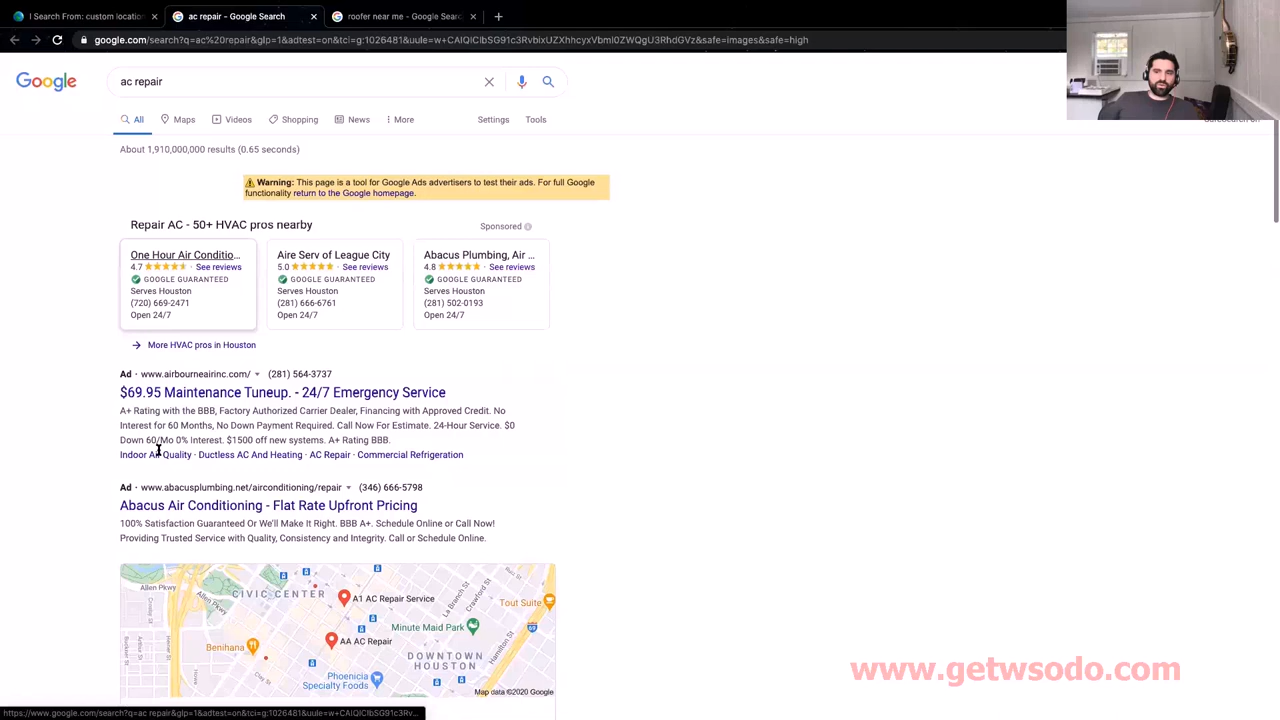 I Search From: custom location
ac repair - Google Search
roofer near me - Google Searc
google.com/search?q=ac%20repair&glp=1&adtest=on&tci=g:1026481&uule=w+CAIQICIbSG91c3RvbixUZXhhcyxVbml0ZWQgU3RhdGVz&safe=images&safe=high
Google
ac repair
All
Maps
Videos
Shopping
News
More
Settings
Tools
About 1,910,000,000 results (0.65 seconds)
Warning: This page is a tool for Google Ads advertisers to test their ads. For full Google
functionality return to the Google homepage.
Repair AC - 50+ HVAC pros nearby
Sponsored
One Hour Air Conditio...
4.7 · See reviews
GOOGLE GUARANTEED
Serves Houston
(720) 669-2471
Open 24/7
Aire Serv of League City
5.0 · See reviews
GOOGLE GUARANTEED
Serves Houston
(281) 666-6761
Open 24/7
Abacus Plumbing, Air ...
4.8 · See reviews
GOOGLE GUARANTEED
Serves Houston
(281) 502-0193
Open 24/7
More HVAC pros in Houston
Ad · www.airbourneairinc.com/ (281) 564-3737
$69.95 Maintenance Tuneup. - 24/7 Emergency Service
A+ Rating with the BBB, Factory Authorized Carrier Dealer, Financing with Approved Credit. No
Interest for 60 Months, No Down Payment Required. Call Now For Estimate. 24-Hour Service. $0
Down 60/Mo 0% Interest. $1500 off new systems. A+ Rating BBB.
Indoor Air Quality · Ductless AC And Heating · AC Repair · Commercial Refrigeration
Ad · www.abacusplumbing.net/airconditioning/repair (346) 666-5798
Abacus Air Conditioning - Flat Rate Upfront Pricing
100% Satisfaction Guaranteed Or We'll Make It Right. BBB A+. Schedule Online or Call Now!
Providing Trusted Service with Quality, Consistency and Integrity. Call or Schedule Online.
Allen Pkwy
Allen Pkwy
CIVIC CENTER
A1 AC Repair Service
La Branch St
Crawford St
Tout Suite
Minute Maid Park
Hamilton St
AA AC Repair
Benihana
Clay St
DOWNTOWN
HOUSTON
Phoenicia
Specialty Foods
Map data ©2020 Google
www.getwsodo.com
https://www.google.com/search?q=ac repair&glp=1&adtest=on&tci=g:1026481&uule=w+CAIQICIbSG91c3Rv...